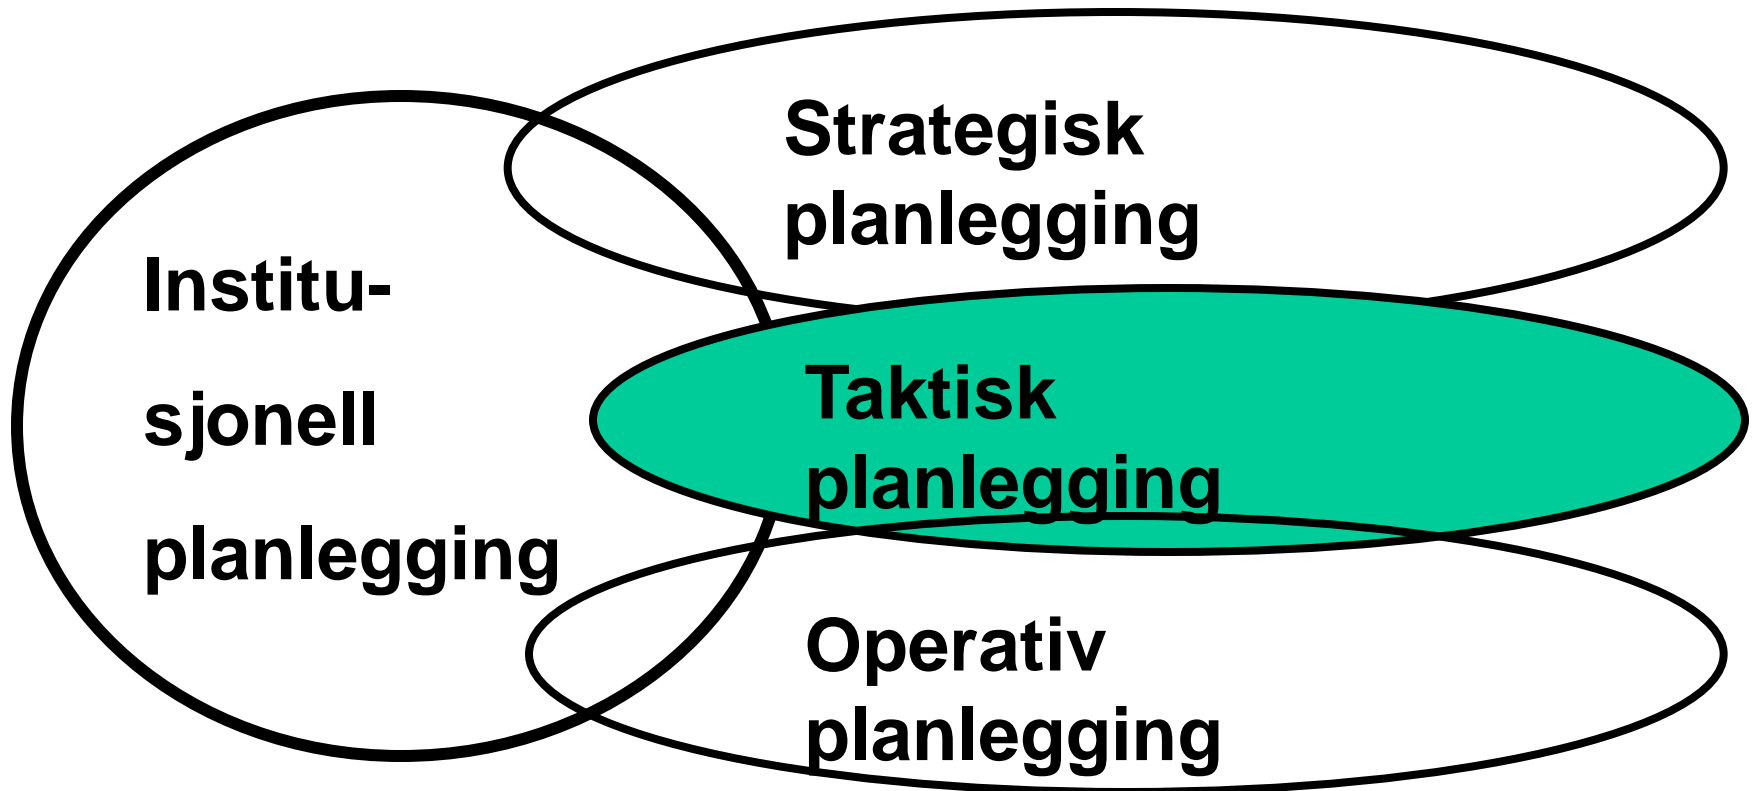 Strategisk
planlegging
Institu-
sjonell
planlegging
Taktisk
planlegging
Operativ
planlegging